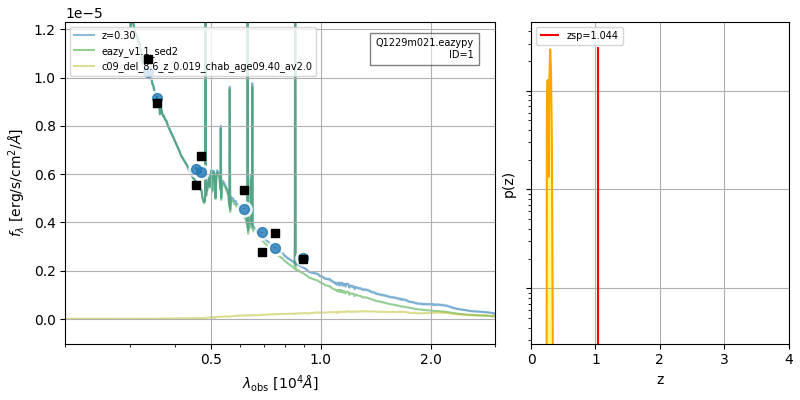 1e−5
z=0.30
eazy_v1.1_sed2
c09_del_8.6_z_0.019_chab_age09.40_av2.0
Q1229m021.eazypy
ID=1
1.2
1.0
0.8
0.6
0.4
0.2
0.0
fλ [erg/s/cm²/Å]
0.5
1.0
2.0
λobs [10⁴Å]
zsp=1.044
p(z)
0
1
2
3
4
z